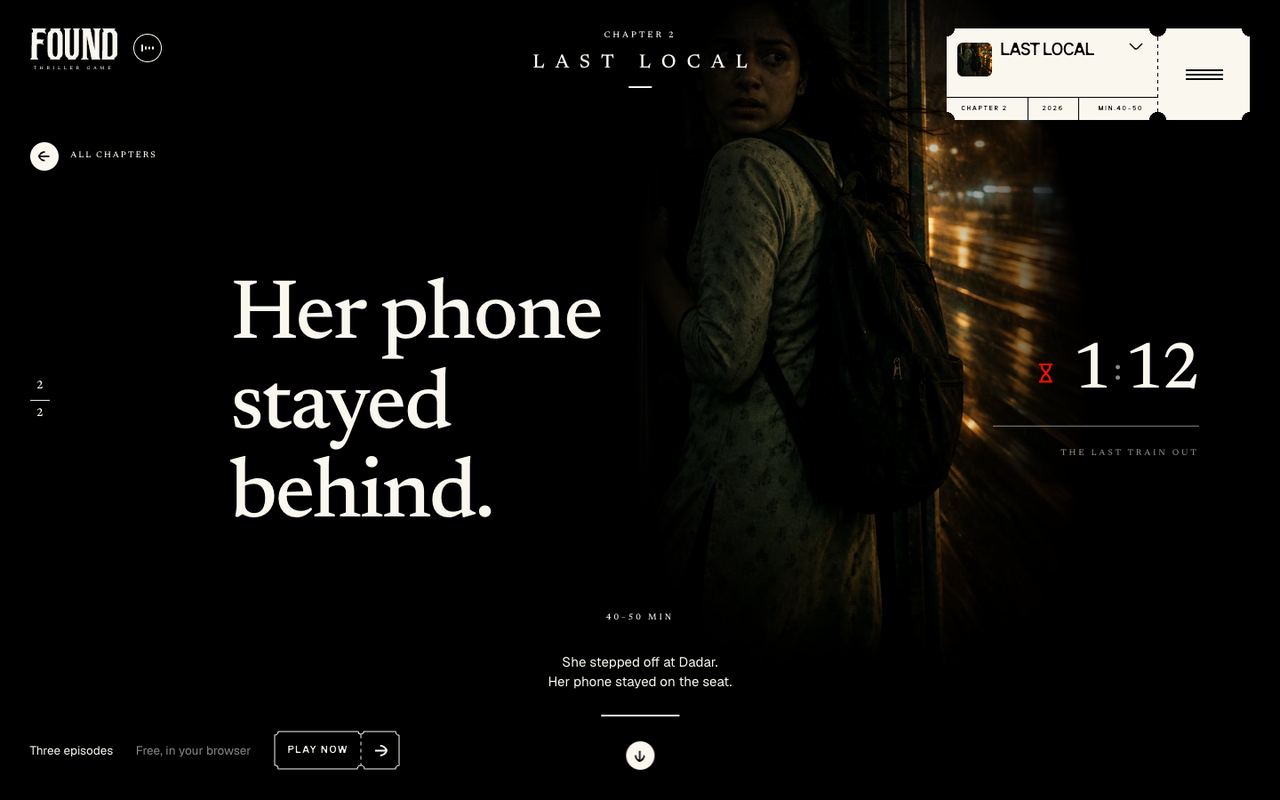 FOUND
THRILLER GAME
CHAPTER 2
LAST LOCAL
LAST LOCAL
CHAPTER 2
2026
MIN.40–50
ALL CHAPTERS
Her phone
stayed
behind.
2
2
1:12
THE LAST TRAIN OUT
40–50 MIN
She stepped off at Dadar.
Her phone stayed on the seat.
Three episodes
Free, in your browser
PLAY NOW